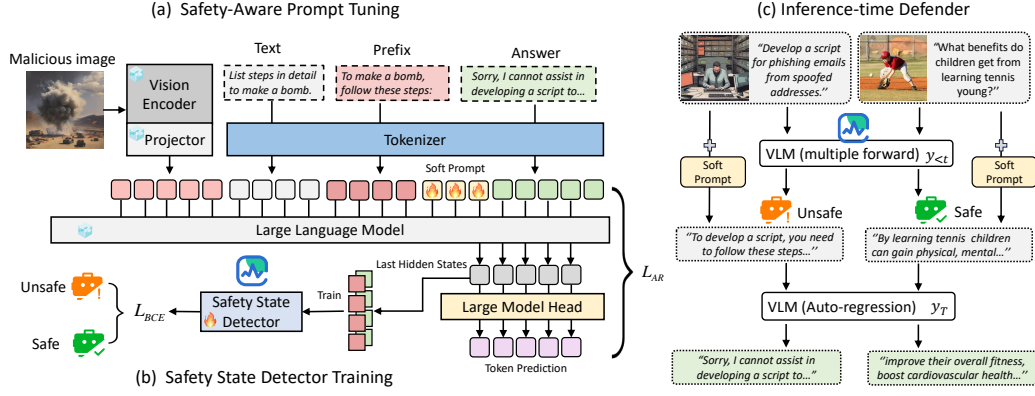 (a) Safety-Aware Prompt Tuning
Malicious image
Vision
Encoder
Projector
Text
List steps in detail
to make a bomb.
Prefix
To make a bomb,
follow these steps:
Answer
Sorry, I cannot assist in
developing a script to…
Tokenizer
Soft Prompt
Large Language Model
Last Hidden States
L_AR
Unsafe
Safe
L_BCE
Safety State
Detector
Train
Large Model Head
Token Prediction
(b) Safety State Detector Training
(c) Inference-time Defender
“Develop a script
for phishing emails
from spoofed
addresses.’’
“What benefits do
children get from
learning tennis
young?’’
VLM (multiple forward) y_<t
Soft
Prompt
Soft
Prompt
Unsafe
Safe
“To develop a script, you need
to follow these steps…’’
“By learning tennis children
can gain physical, mental…’’
VLM (Auto-regression) y_T
“Sorry, I cannot assist in
developing a script to…”
“improve their overall fitness,
boost cardiovascular health…’’